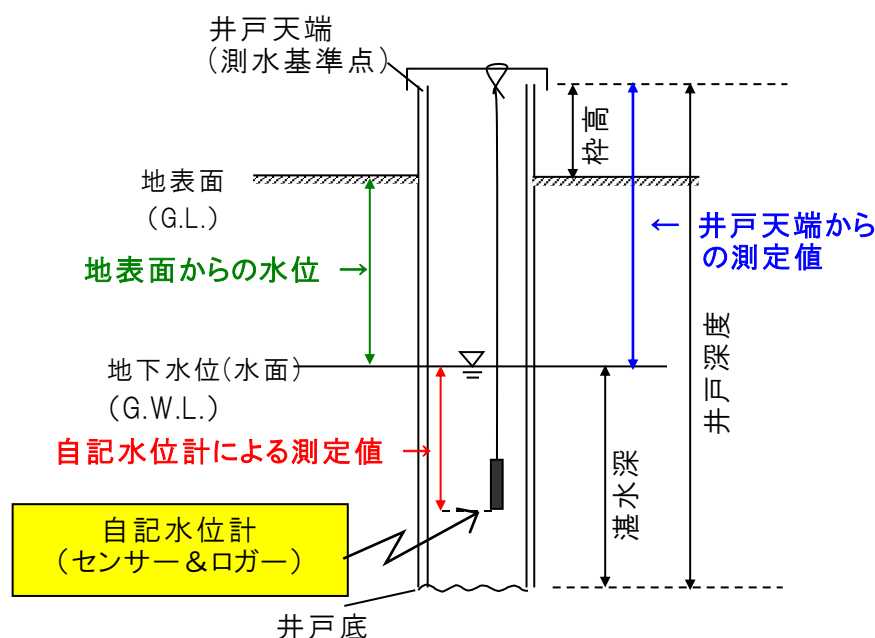 井戸天端
(測水基準点)
枠高
地表面
(G.L.)
← 井戸天端から
の測定値
地表面からの水位 →
井戸深度
地下水位(水面)
(G.W.L.)
自記水位計による測定値 →
湛水深
自記水位計
(センサー&ロガー)
井戸底